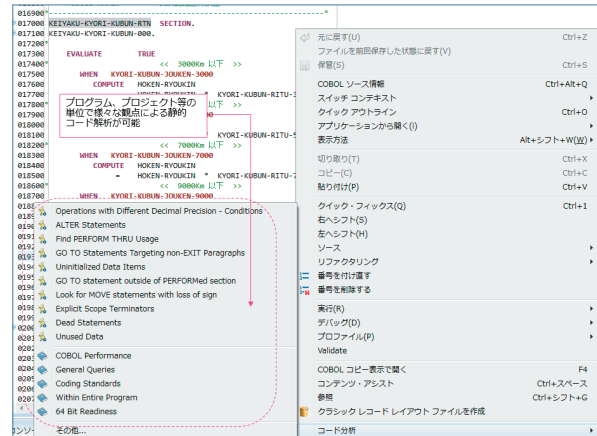 016900*
017000 KEIYAKU-KYORI-KUBUN-RTN SECTION.
017100 KEIYAKU-KYORI-KUBUN-000.
017200*
017300 EVALUATE TRUE
017400* << 3000Km 以下 >>
017500 WHEN KYORI-KUBUN-JOUKEN-3000
017600 COMPUTE HOKEN-RYOUKIN
017700 HOKEN-RYOUKIN * KYORI-KUBUN-RITU-3
017800* 以下 >>
017900
018000
018100 KYORI-KUBUN-RITU-5
018200* << 7000Km 以下 >>
018300 WHEN KYORI-KUBUN-JOUKEN-7000
018400 COMPUTE HOKEN-RYOUKIN
018500 = HOKEN-RYOUKIN * KYORI-KUBUN-RITU-7
018600* << 9000Km 以下 >>
018700 WHEN KYORI-KUBUN-JOUKEN-9000
プログラム、プロジェクト等の
単位で様々な観点による静的
コード解析が可能
Operations with Different Decimal Precision - Conditions
ALTER Statements
Find PERFORM THRU Usage
GO TO Statements Targeting non-EXIT Paragraphs
Uninitialized Data Items
GO TO statement outside of PERFORMed section
Look for MOVE statements with loss of sign
Explicit Scope Terminators
Dead Statements
Unused Data
COBOL Performance
General Queries
Coding Standards
Within Entire Program
64 Bit Readiness
その他...
元に戻す(U) Ctrl+Z
ファイルを前回保存した状態に戻す(V)
保管(S) Ctrl+S
COBOL ソース情報 Ctrl+Alt+Q
スイッチ コンテキスト
クイック アウトライン Ctrl+O
アプリケーションから開く(I)
表示方法 Alt+シフト+W(W)
切り取り(T) Ctrl+X
コピー(C) Ctrl+C
貼り付け(P) Ctrl+V
クイック・フィックス(Q) Ctrl+1
右へシフト(S)
左へシフト(H)
ソース
リファクタリング
番号を付け直す
番号を削除する
実行(R)
デバッグ(D)
プロファイル(P)
Validate
COBOL コピー表示で開く F4
コンテンツ・アシスト Ctrl+スペース
参照 Ctrl+シフト+G
クラシック レコード レイアウト ファイルを作成
コード分析